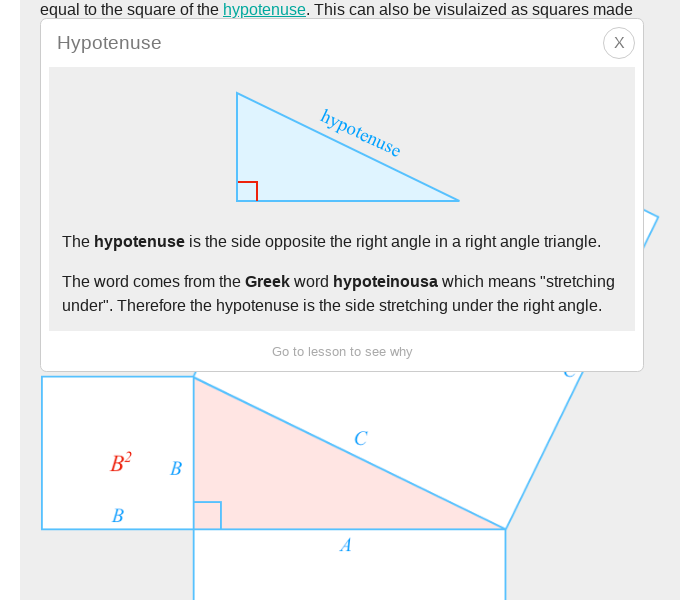 equal to the square of the hypotenuse. This can also be visulaized as squares made
Hypotenuse
X
hypotenuse
The hypotenuse is the side opposite the right angle in a right angle triangle.
The word comes from the Greek word hypoteinousa which means "stretching
under". Therefore the hypotenuse is the side stretching under the right angle.
Go to lesson to see why
C
B²
B
B
A